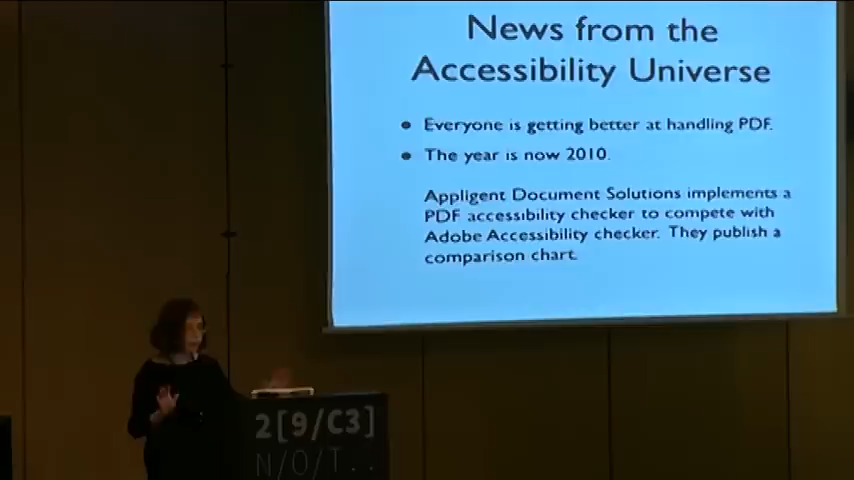 News from the
Accessibility Universe
• Everyone is getting better at handling PDF.
• The year is now 2010.
Appligent Document Solutions implements a
PDF accessibility checker to compete with
Adobe Accessibility checker. They publish a
comparison chart.
2[9/C3]
N/O/T..